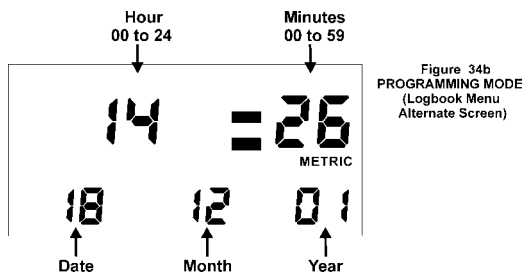 Hour
00 to 24
Minutes
00 to 59
Figure 34b
PROGRAMMING MODE
(Logbook Menu
Alternate Screen)
14 = 26
METRIC
18 12 01
Date Month Year